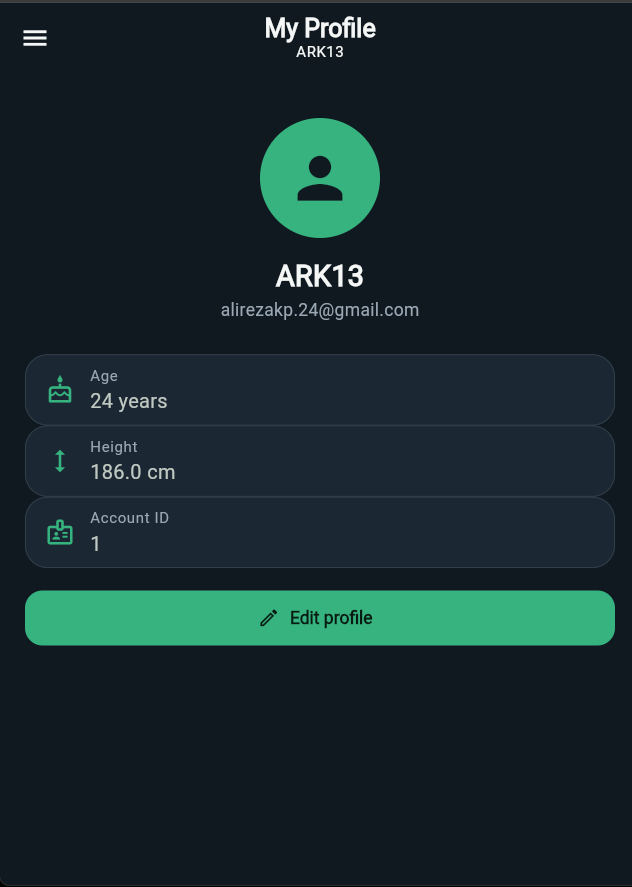 My Profile
ARK13
ARK13
alirezakp.24@gmail.com
Age
24 years
Height
186.0 cm
Account ID
1
Edit profile